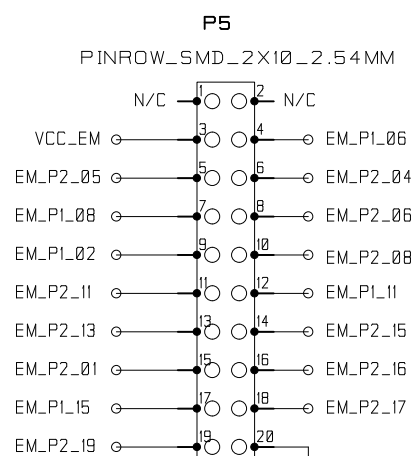 P5
PINROW_SMD_2X10_2.54MM
N/C 1 2 N/C
VCC_EM 3 4 EM_P1_06
EM_P2_05 5 6 EM_P2_04
EM_P1_08 7 8 EM_P2_06
EM_P1_02 9 10 EM_P2_08
EM_P2_11 11 12 EM_P1_11
EM_P2_13 13 14 EM_P2_15
EM_P2_01 15 16 EM_P2_16
EM_P1_15 17 18 EM_P2_17
EM_P2_19 19 20